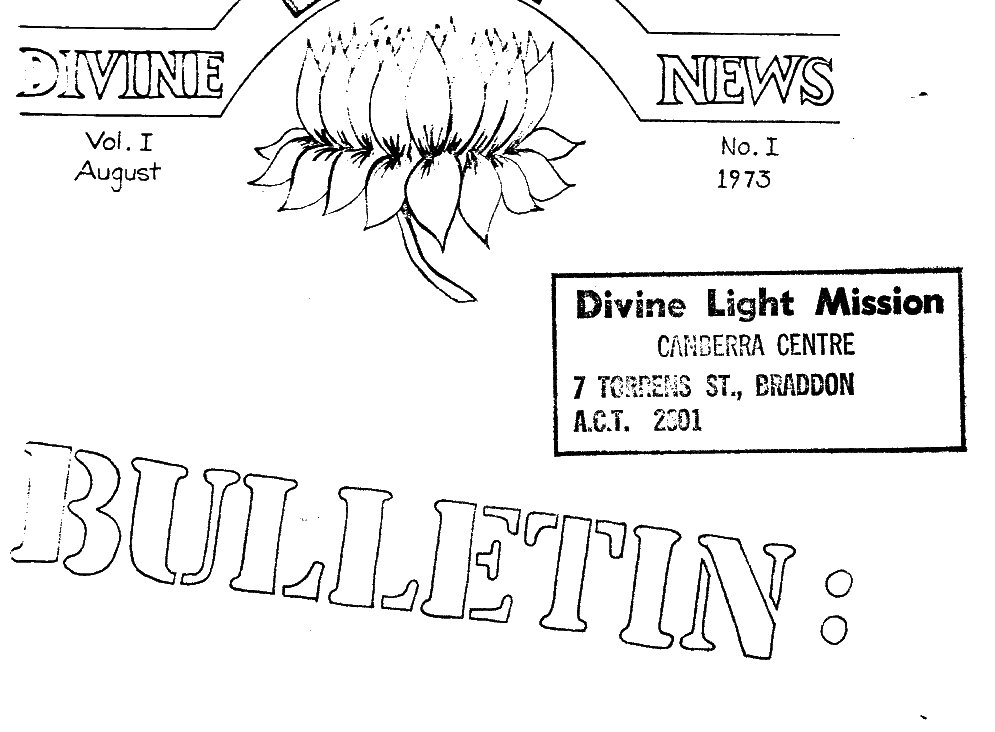 DIVINE NEWS
Vol. I No. I
August 1973
Divine Light Mission
CANBERRA CENTRE
7 TORRENS ST., BRADDON
A.C.T. 2601
BULLETIN: